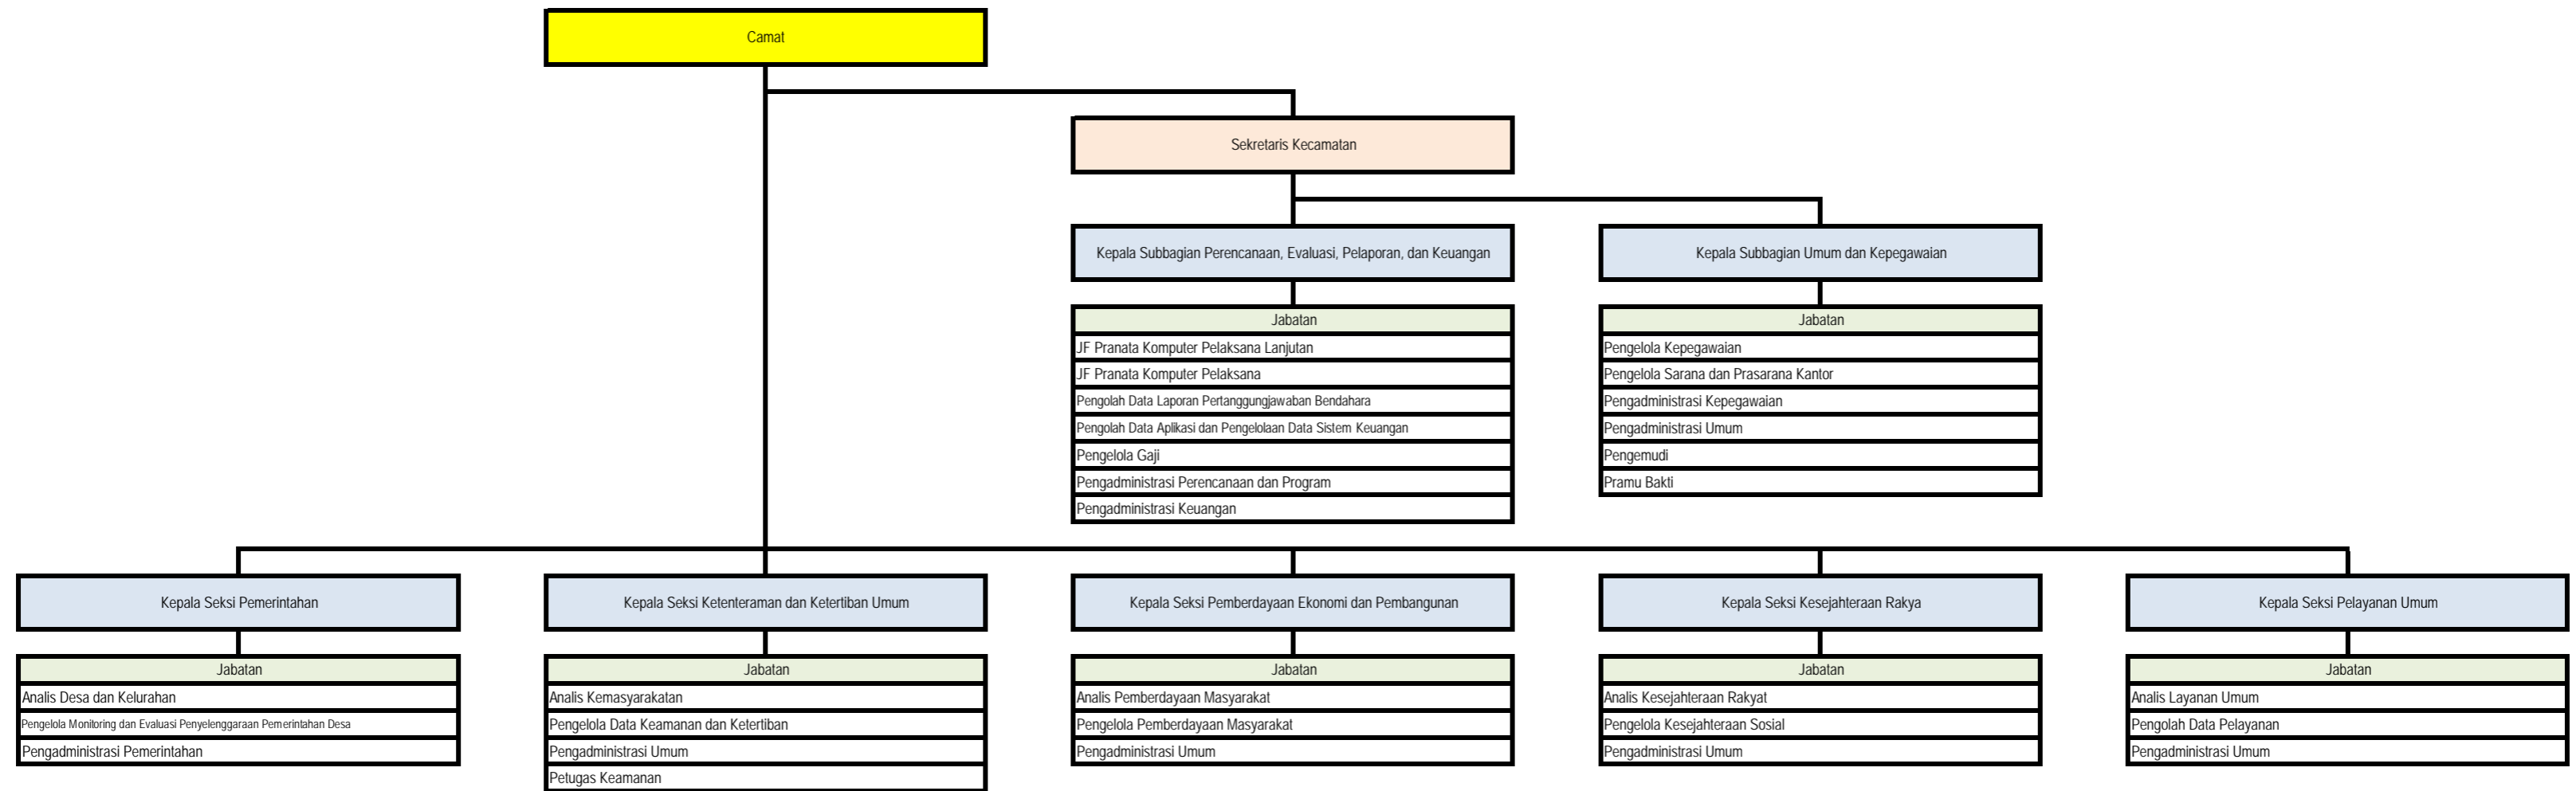 Camat
Sekretaris Kecamatan
Kepala Subbagian Perencanaan, Evaluasi, Pelaporan, dan Keuangan
Jabatan
JF Pranata Komputer Pelaksana Lanjutan
JF Pranata Komputer Pelaksana
Pengolah Data Laporan Pertanggungjawaban Bendahara
Pengolah Data Aplikasi dan Pengelolaan Data Sistem Keuangan
Pengelola Gaji
Pengadministrasi Perencanaan dan Program
Pengadministrasi Keuangan
Kepala Subbagian Umum dan Kepegawaian
Jabatan
Pengelola Kepegawaian
Pengelola Sarana dan Prasarana Kantor
Pengadministrasi Kepegawaian
Pengadministrasi Umum
Pengemudi
Pramu Bakti
Kepala Seksi Pemerintahan
Jabatan
Analis Desa dan Kelurahan
Pengelola Monitoring dan Evaluasi Penyelenggaraan Pemerintahan Desa
Pengadministrasi Pemerintahan
Kepala Seksi Ketenteraman dan Ketertiban Umum
Jabatan
Analis Kemasyarakatan
Pengelola Data Keamanan dan Ketertiban
Pengadministrasi Umum
Petugas Keamanan
Kepala Seksi Pemberdayaan Ekonomi dan Pembangunan
Jabatan
Analis Pemberdayaan Masyarakat
Pengelola Pemberdayaan Masyarakat
Pengadministrasi Umum
Kepala Seksi Kesejahteraan Rakya
Jabatan
Analis Kesejahteraan Rakyat
Pengelola Kesejahteraan Sosial
Pengadministrasi Umum
Kepala Seksi Pelayanan Umum
Jabatan
Analis Layanan Umum
Pengolah Data Pelayanan
Pengadministrasi Umum